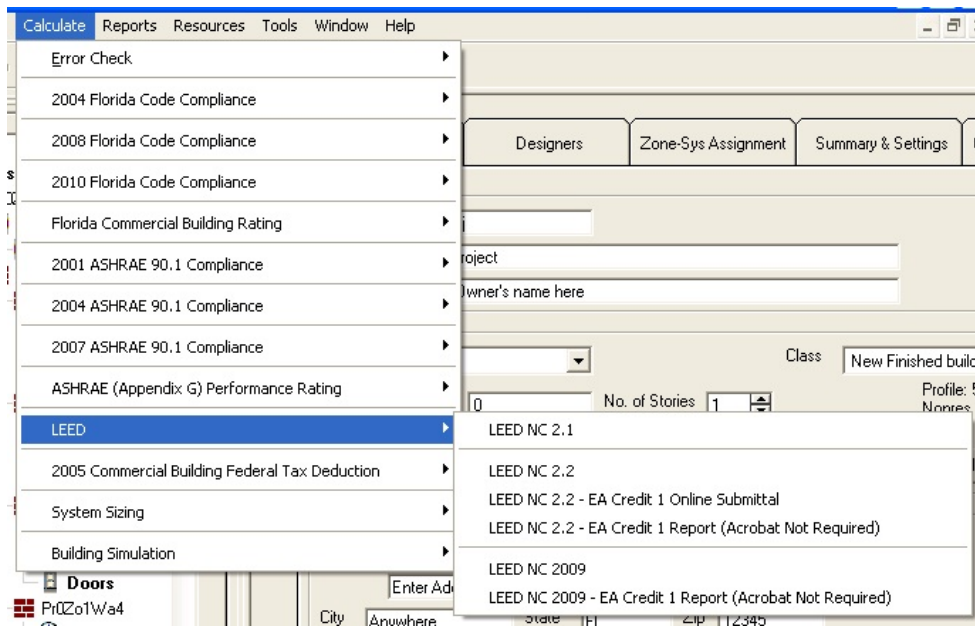 Calculate Reports Resources Tools Window Help
Error Check
2004 Florida Code Compliance
2008 Florida Code Compliance
Designers Zone-Sys Assignment Summary & Settings
2010 Florida Code Compliance
Florida Commercial Building Rating
2001 ASHRAE 90.1 Compliance
roject
2004 ASHRAE 90.1 Compliance
Owner's name here
2007 ASHRAE 90.1 Compliance
Class New Finished build
ASHRAE (Appendix G) Performance Rating
0 No. of Stories 1
Profile: 5
Nonres
LEED
LEED NC 2.1
2005 Commercial Building Federal Tax Deduction
LEED NC 2.2
LEED NC 2.2 - EA Credit 1 Online Submittal
System Sizing
LEED NC 2.2 - EA Credit 1 Report (Acrobat Not Required)
Building Simulation
LEED NC 2009
LEED NC 2009 - EA Credit 1 Report (Acrobat Not Required)
Doors
Enter Add
Pr0Zo1Wa4
City Anywhere State Fl Zip 12345